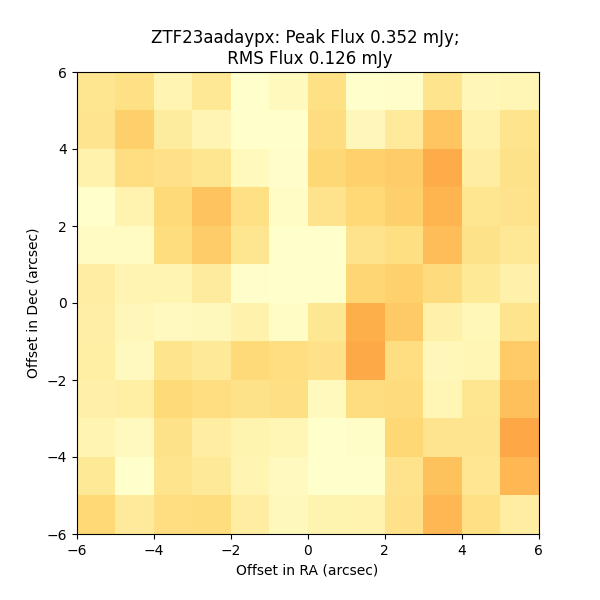 ZTF23aadaypx: Peak Flux 0.352 mJy;
RMS Flux 0.126 mJy
6
4
2
0
−2
−4
−6
Offset in Dec (arcsec)
−6 −4 −2 0 2 4 6
Offset in RA (arcsec)